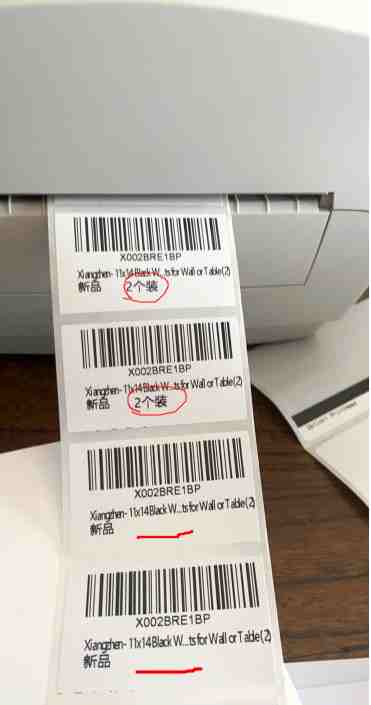 X002BRE1BP
Xiangzhen- 11x14 Black W...ts for Wall or Table (2)
新品 2个装
X002BRE1BP
Xiangzhen- 11x14 Black W...ts for Wall or Table (2)
新品 2个装
X002BRE1BP
Xiangzhen- 11x14 Black W...ts for Wall or Table (2)
新品
X002BRE1BP
Xiangzhen- 11x14 Black W...ts for Wall or Table (2)
新品